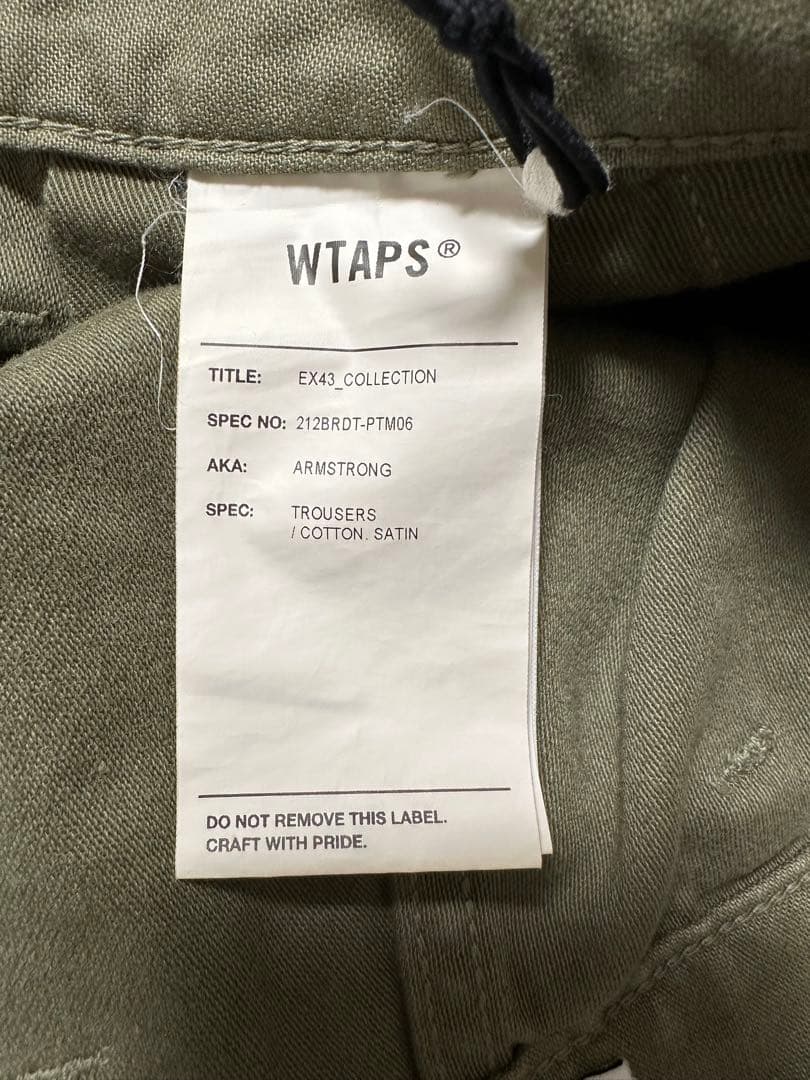 WTAPS®
TITLE: EX43_COLLECTION
SPEC NO: 212BRDT-PTM06
AKA: ARMSTRONG
SPEC: TROUSERS
/ COTTON. SATIN
DO NOT REMOVE THIS LABEL.
CRAFT WITH PRIDE.